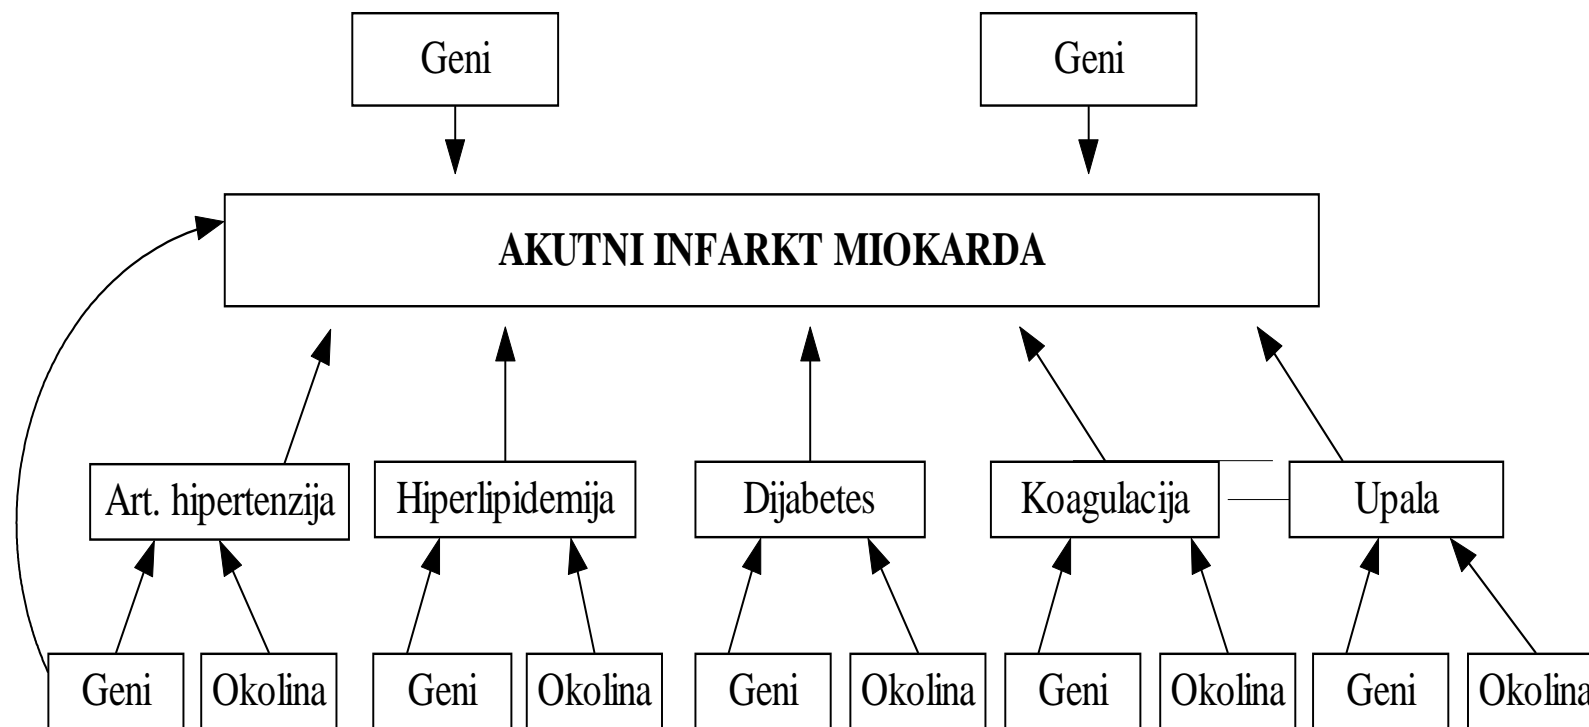 Geni
Geni
AKUTNI INFARKT MIOKARDA
Art. hipertenzija
Hiperlipidemija
Dijabetes
Koagulacija
Upala
Geni
Okolina
Geni
Okolina
Geni
Okolina
Geni
Okolina
Geni
Okolina